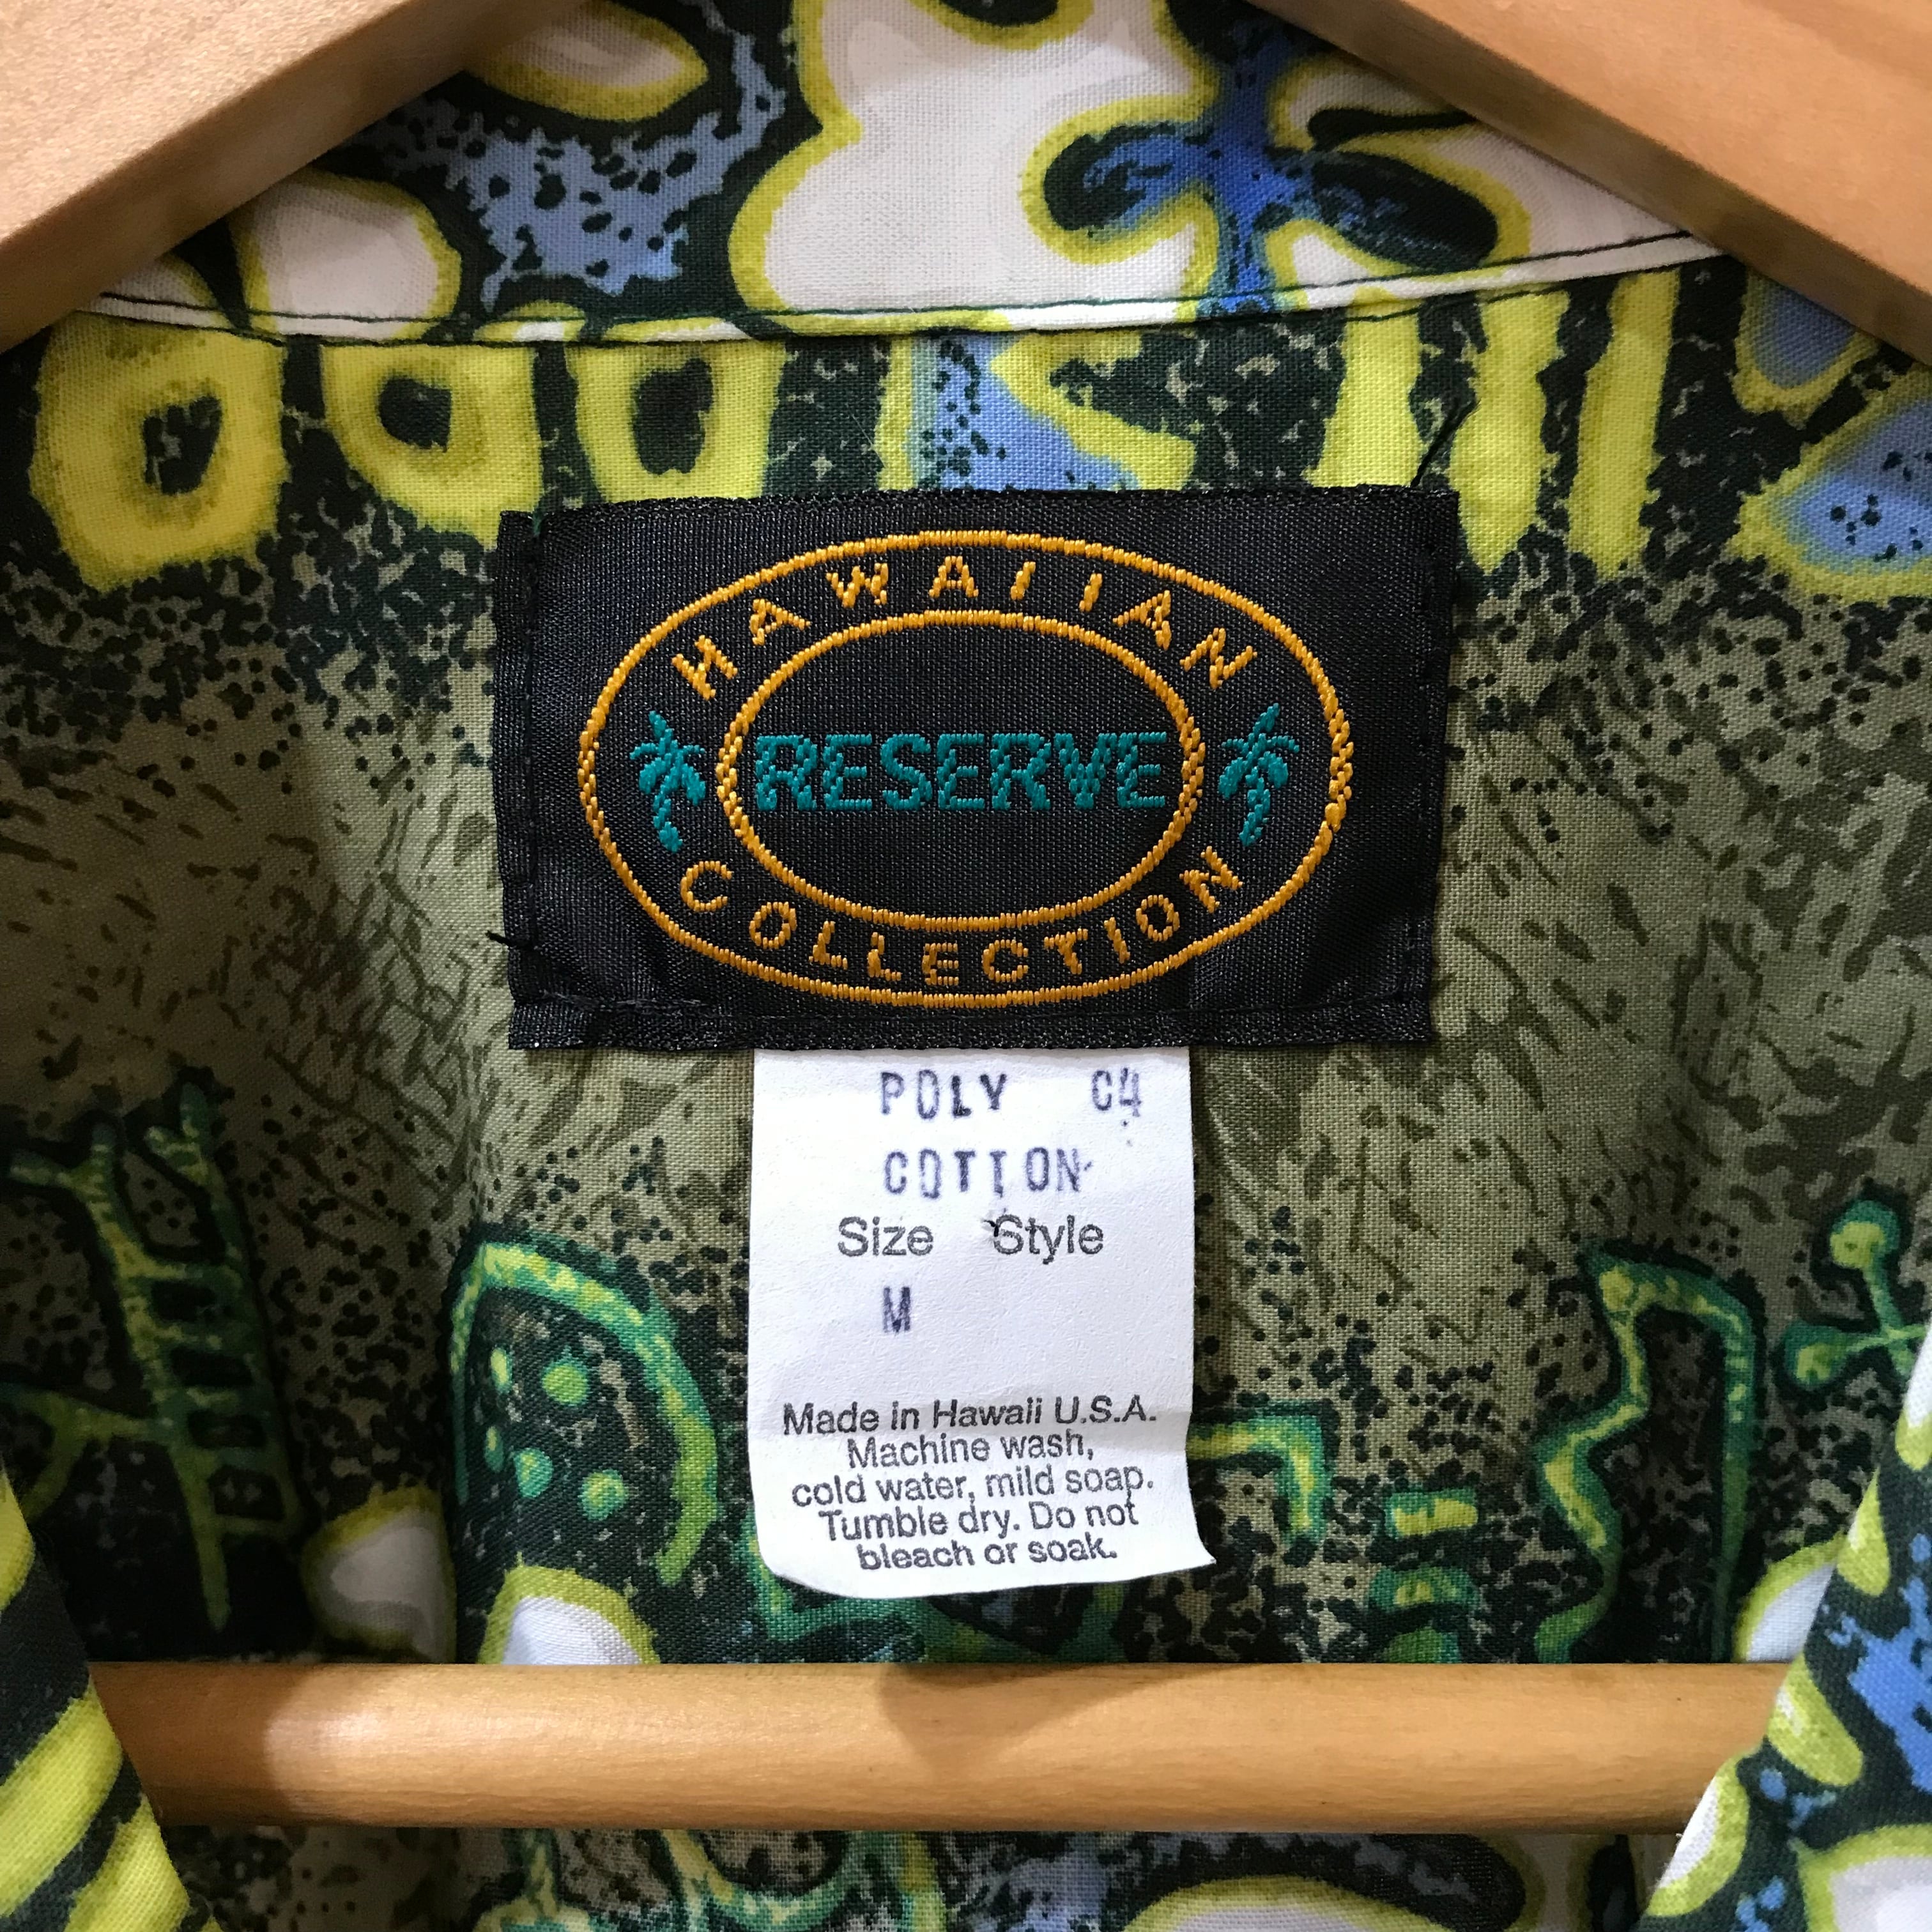 HAWAIIAN
RESERVE
COLLECTION
POLY C4
COTTON
Size Style
M
Made in Hawaii U.S.A.
Machine wash,
cold water, mild soap.
Tumble dry. Do not
bleach or soak.